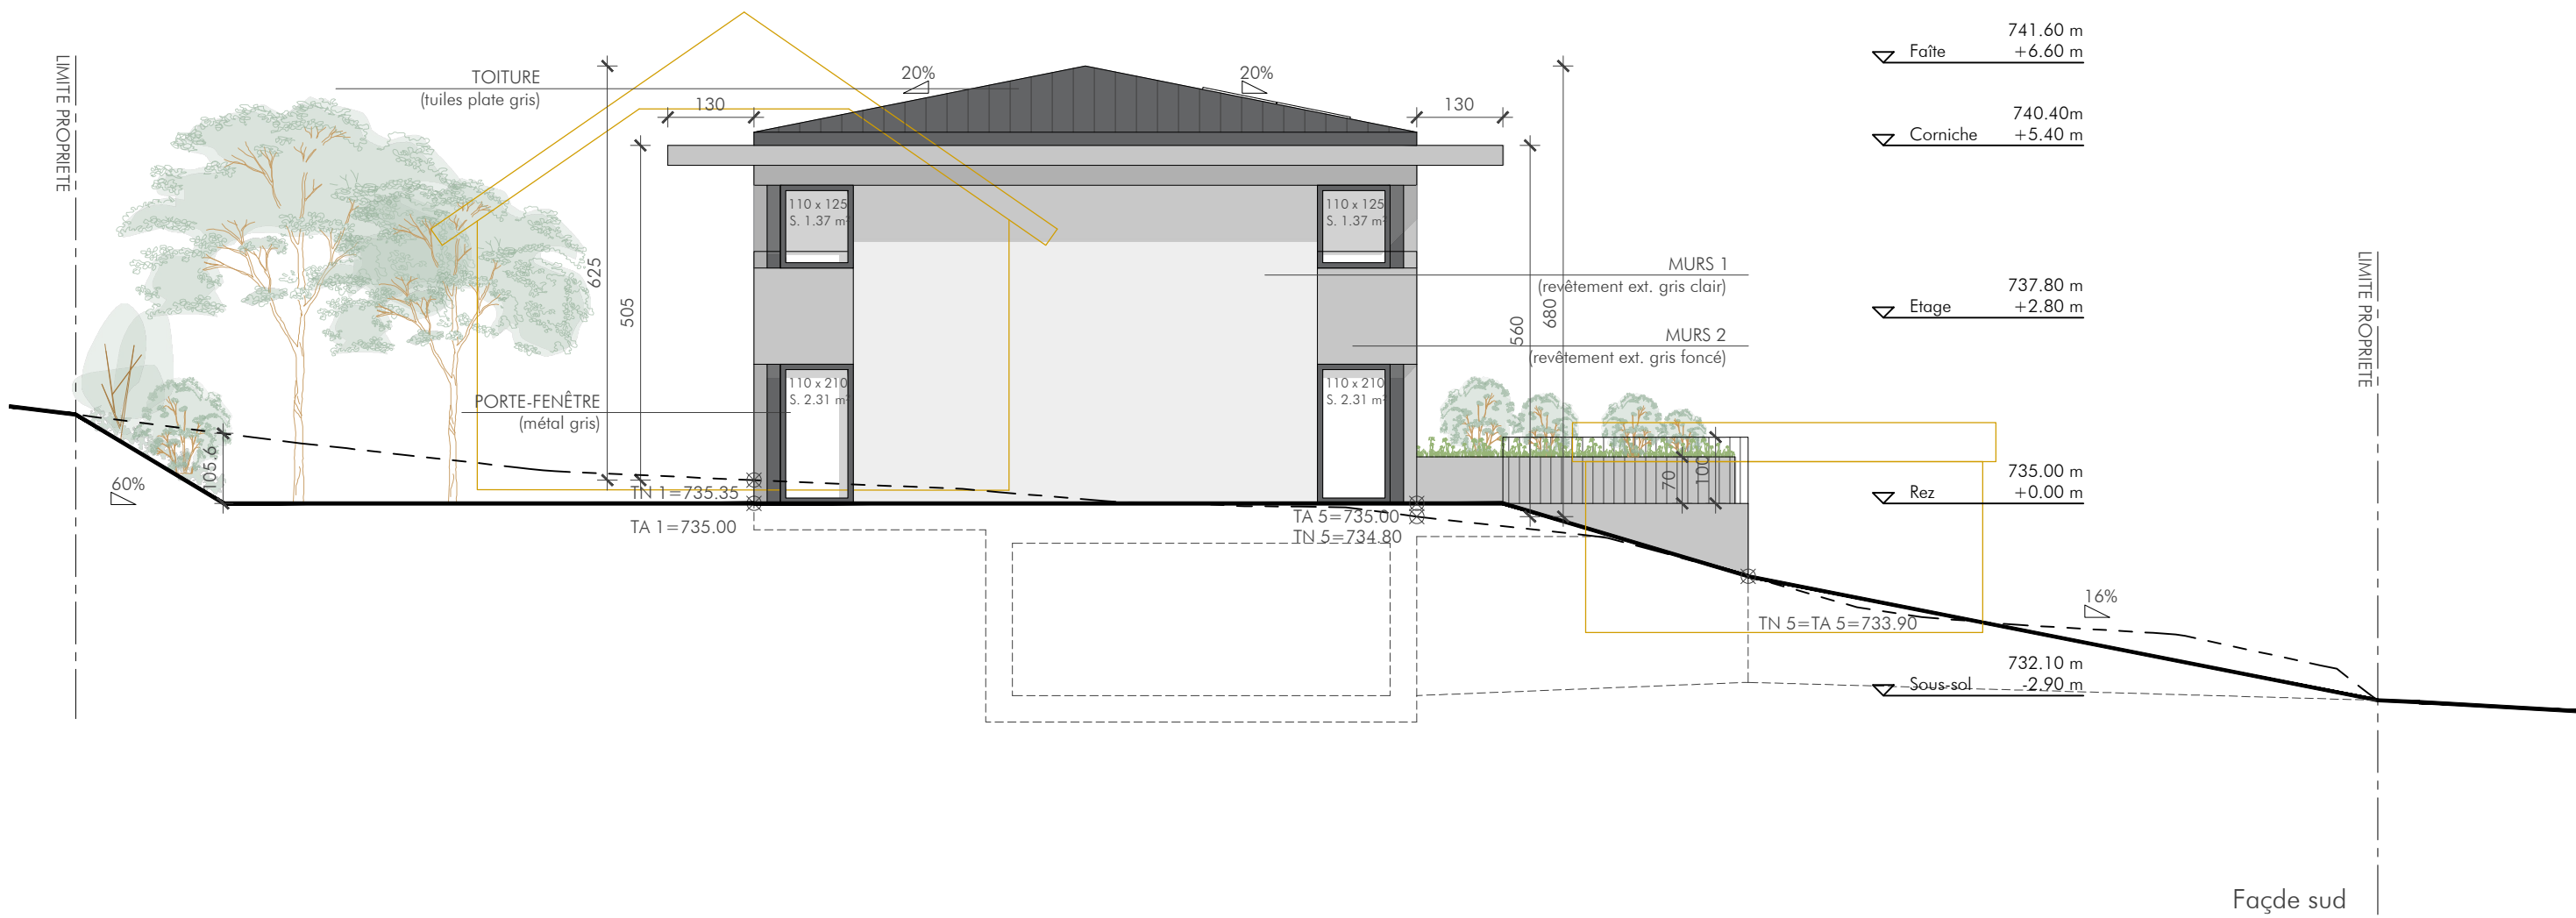 LIMITE PROPRIETE
TOITURE
(tuiles plate gris)
20%
20%
130
130
741.60 m
Faîte +6.60 m
740.40m
Corniche +5.40 m
110 x 125
S. 1.37 m²
110 x 125
S. 1.37 m²
625
505
560
680
MURS 1
(revêtement ext. gris clair)
MURS 2
(revêtement ext. gris foncé)
737.80 m
Etage +2.80 m
LIMITE PROPRIETE
110 x 210
S. 2.31 m²
110 x 210
S. 2.31 m²
PORTE-FENÊTRE
(métal gris)
60%
105.6
70
100
735.00 m
Rez +0.00 m
TN 1=735.35
TA 1=735.00
TA 5=735.00
TN 5=734.80
16%
TN 5=TA 5=733.90
732.10 m
Sous-sol -2.90 m
Façde sud